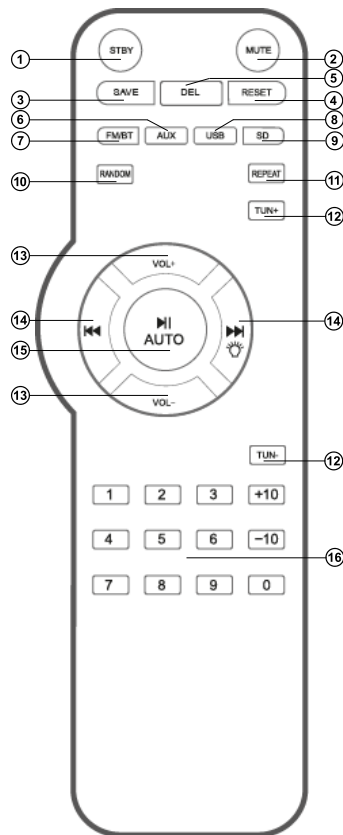 STBY MUTE
1 2
5
SAVE DEL RESET
3 4
6 8
FM/BT AUX USB SD
7 9
RANDOM REPEAT
10 11
TUN+
12
13
VOL+
14 14
AUTO
15
13
VOL-
TUN-
12
1 2 3 +10
4 5 6 -10
16
7 8 9 0